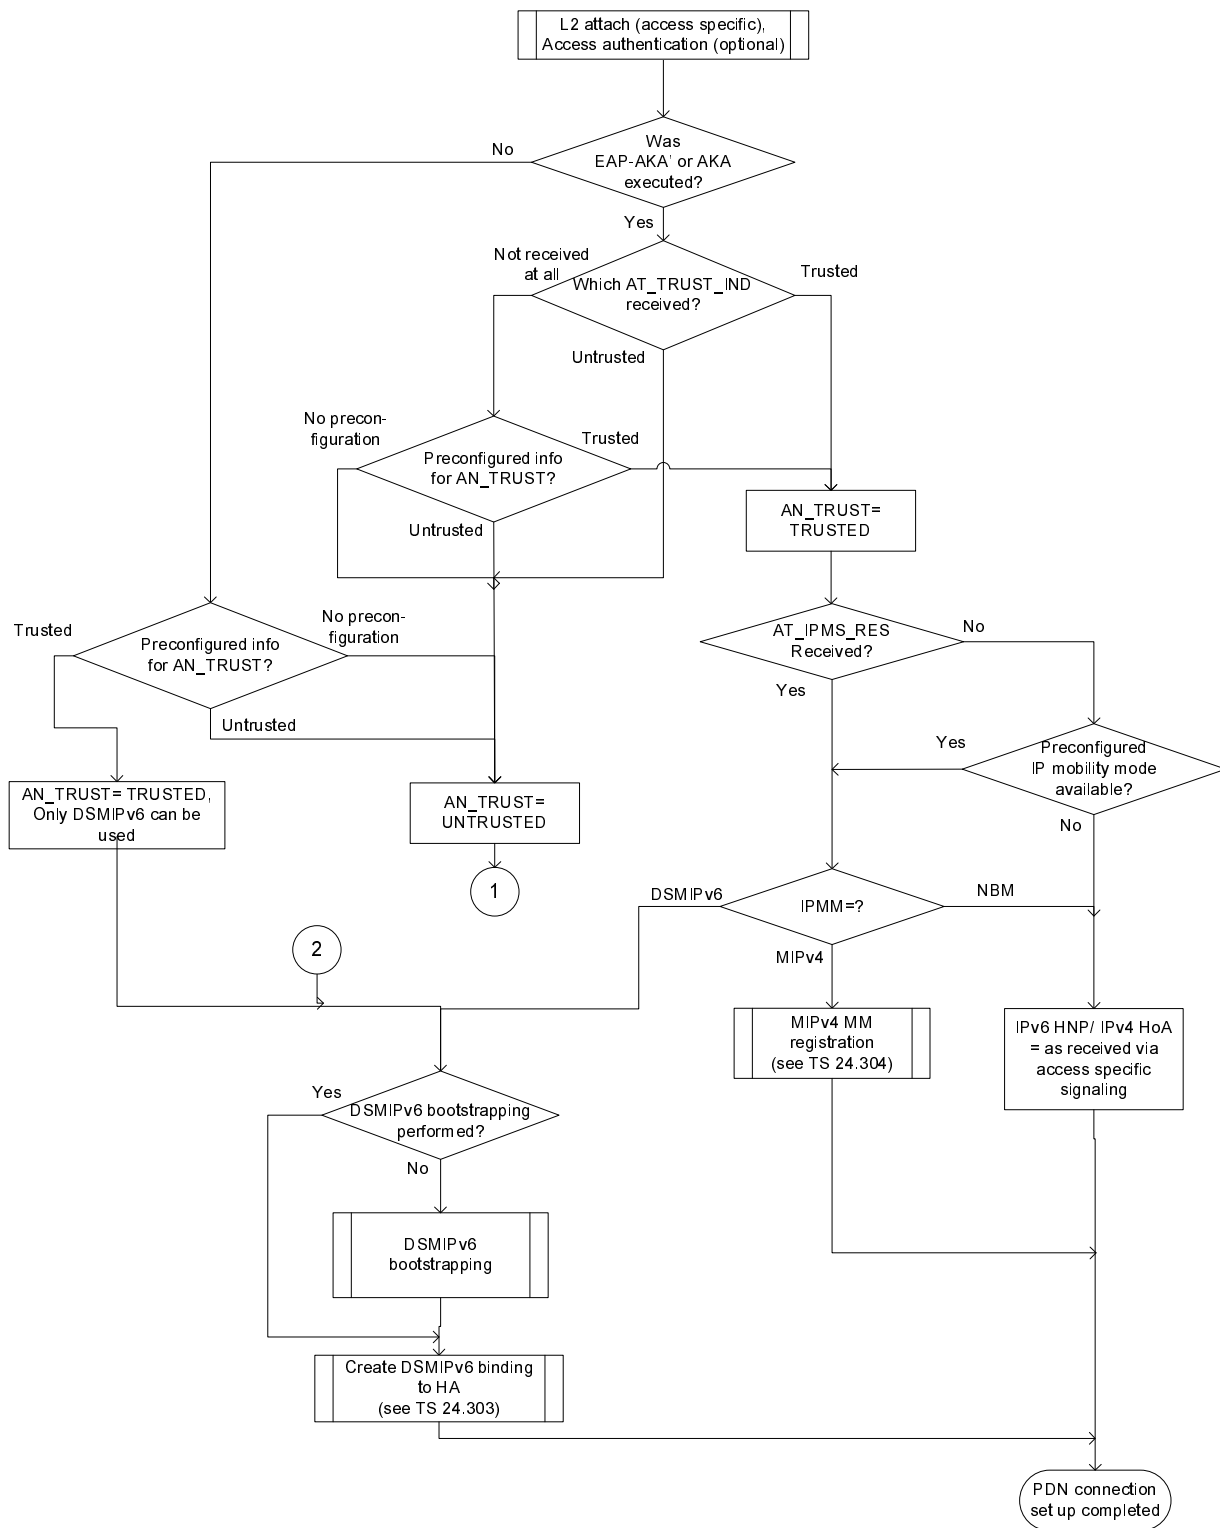 L2 attach (access specific),
Access authentication (optional)
Was
EAP-AKA' or AKA
executed?
No
Yes
Not received
at all
Which AT_TRUST_IND
received?
Trusted
Untrusted
No precon-
figuration
Preconfigured info
for AN_TRUST?
Trusted
Untrusted
AN_TRUST=
TRUSTED
Trusted
Preconfigured info
for AN_TRUST?
No precon-
figuration
Untrusted
AT_IPMS_RES
Received?
No
Yes
Yes
Preconfigured
IP mobility mode
available?
No
AN_TRUST= TRUSTED,
Only DSMIPv6 can be
used
AN_TRUST=
UNTRUSTED
1
DSMIPv6
IPMM=?
NBM
MIPv4
2
MIPv4 MM
registration
(see TS 24.304)
IPv6 HNP/ IPv4 HoA
= as received via
access specific
signaling
Yes
DSMIPv6 bootstrapping
performed?
No
DSMIPv6
bootstrapping
Create DSMIPv6 binding
to HA
(see TS 24.303)
PDN connection
set up completed